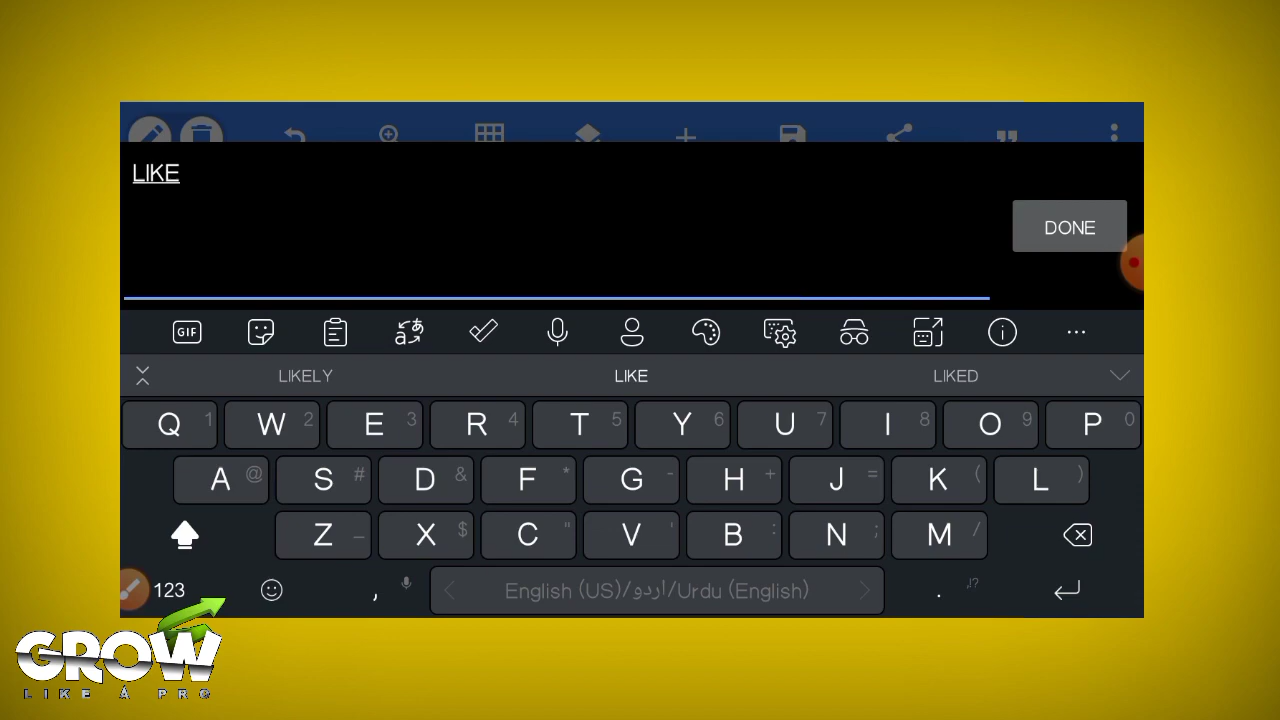 LIKE
DONE
GIF
LIKELY LIKE LIKED
Q 1 W 2 E 3 R 4 T 5 Y 6 U 7 I 8 O 9 P 0
A @ S # D & F * G - H + J = K ( L )
Z _ X $ C " V ' B : N ; M /
123 , English (US)/اردو/Urdu (English) . ,!?
GROW
LIKE A PRO